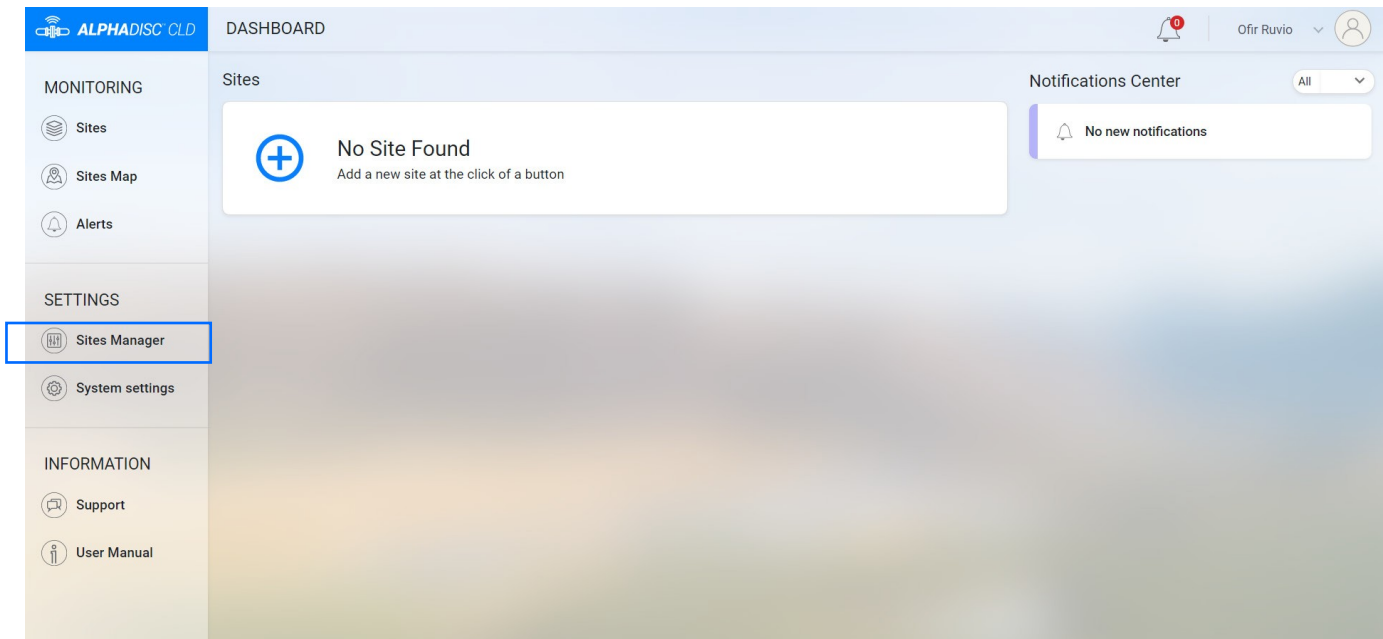 ALPHADISC™ CLD
DASHBOARD
0
Ofir Ruvio
MONITORING
Sites
Sites Map
Alerts
SETTINGS
Sites Manager
System settings
INFORMATION
Support
User Manual
Sites
No Site Found
Add a new site at the click of a button
Notifications Center
All
No new notifications